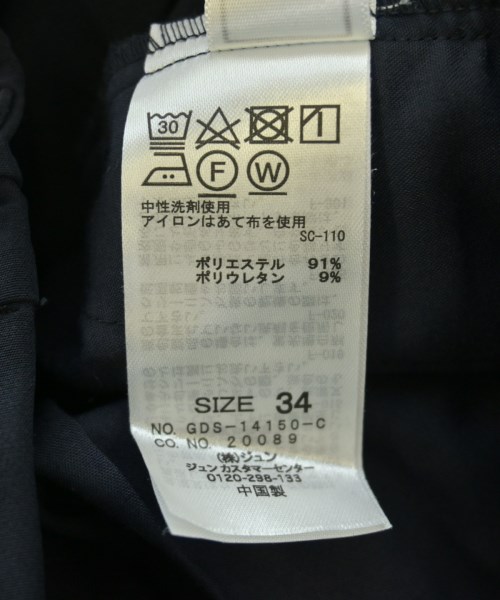 30
F W
中性洗剤使用
アイロンはあて布を使用
SC-110
ポリエステル 91%
ポリウレタン 9%
SIZE 34
NO. GDS-14150-C
CO. NO. 20089
(株)ジュン
ジュン カスタマーセンター
0120-298-133
中国製